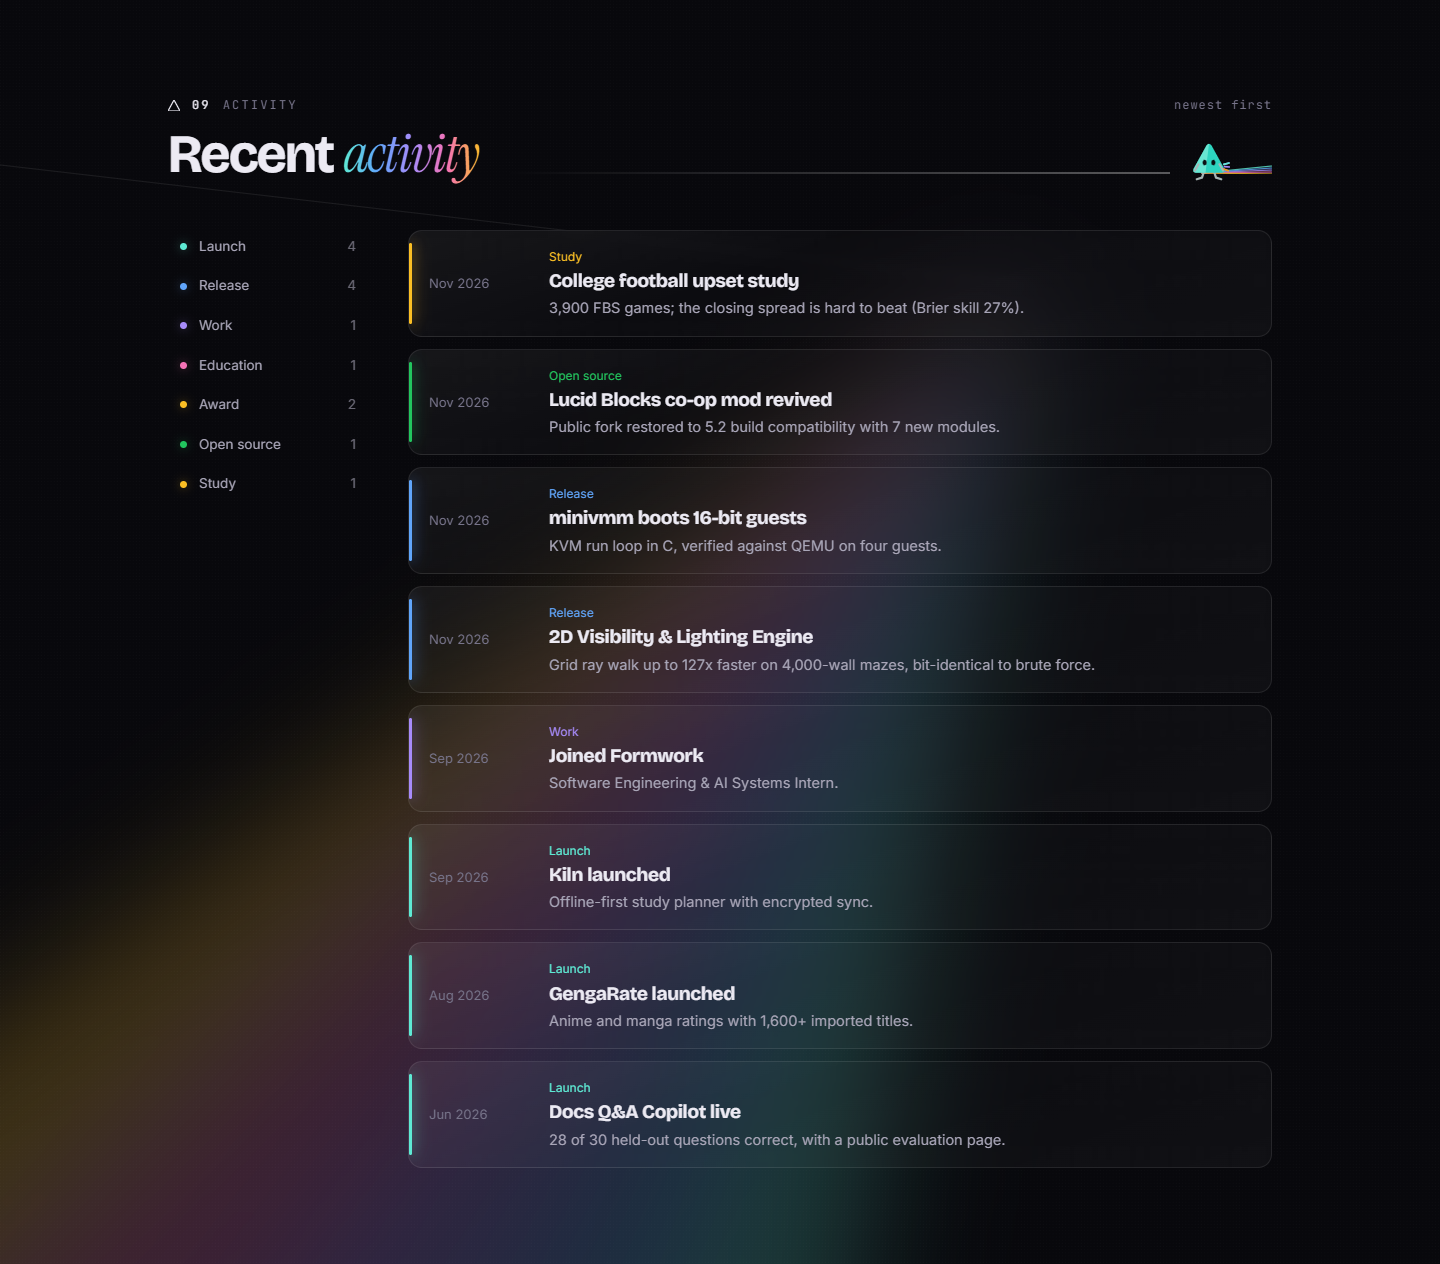 09 ACTIVITY
newest first
Recent activity
Launch 4
Release 4
Work 1
Education 1
Award 2
Open source 1
Study 1
Study
Nov 2026
College football upset study
3,900 FBS games; the closing spread is hard to beat (Brier skill 27%).
Open source
Nov 2026
Lucid Blocks co-op mod revived
Public fork restored to 5.2 build compatibility with 7 new modules.
Release
Nov 2026
minivmm boots 16-bit guests
KVM run loop in C, verified against QEMU on four guests.
Release
Nov 2026
2D Visibility & Lighting Engine
Grid ray walk up to 127x faster on 4,000-wall mazes, bit-identical to brute force.
Work
Sep 2026
Joined Formwork
Software Engineering & AI Systems Intern.
Launch
Sep 2026
Kiln launched
Offline-first study planner with encrypted sync.
Launch
Aug 2026
GengaRate launched
Anime and manga ratings with 1,600+ imported titles.
Launch
Jun 2026
Docs Q&A Copilot live
28 of 30 held-out questions correct, with a public evaluation page.